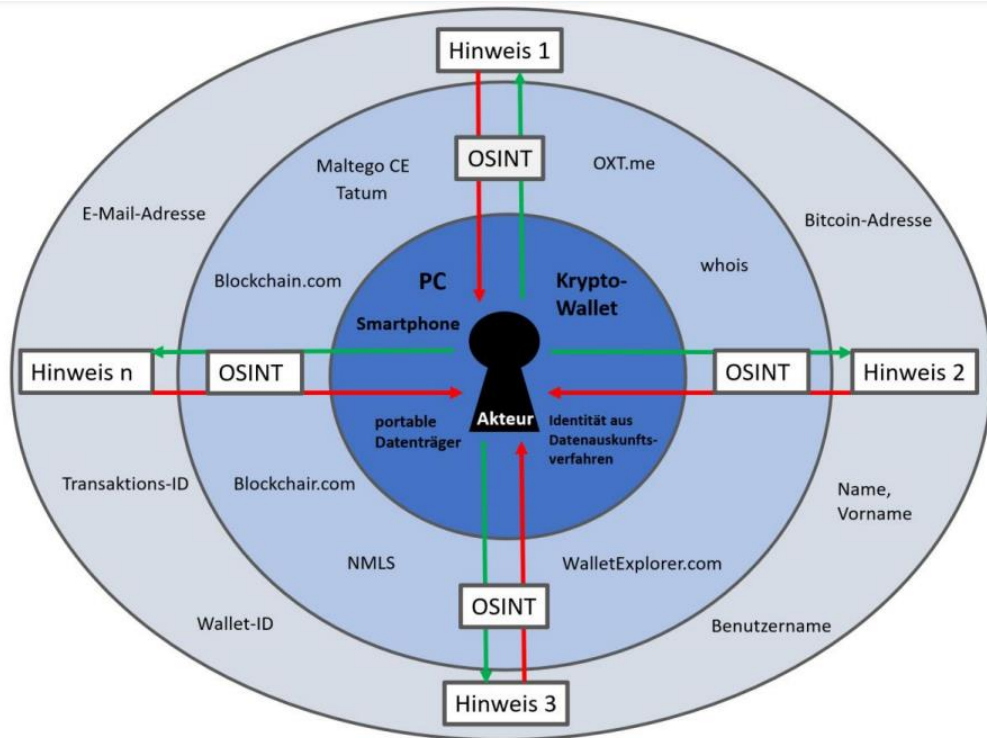 Hinweis 1
Maltego CE
Tatum
OSINT
OXT.me
E-Mail-Adresse
Bitcoin-Adresse
Blockchain.com
PC
Krypto-
Wallet
whois
Smartphone
Hinweis n
OSINT
OSINT
Hinweis 2
Akteur
portable
Datenträger
Identität aus
Datenauskunfts-
verfahren
Transaktions-ID
Blockchair.com
Name,
Vorname
NMLS
WalletExplorer.com
OSINT
Wallet-ID
Benutzername
Hinweis 3